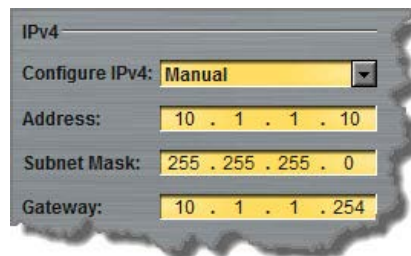 IPv4
Configure IPv4: Manual
Address: 10 . 1 . 1 . 10
Subnet Mask: 255 . 255 . 255 . 0
Gateway: 10 . 1 . 1 . 254